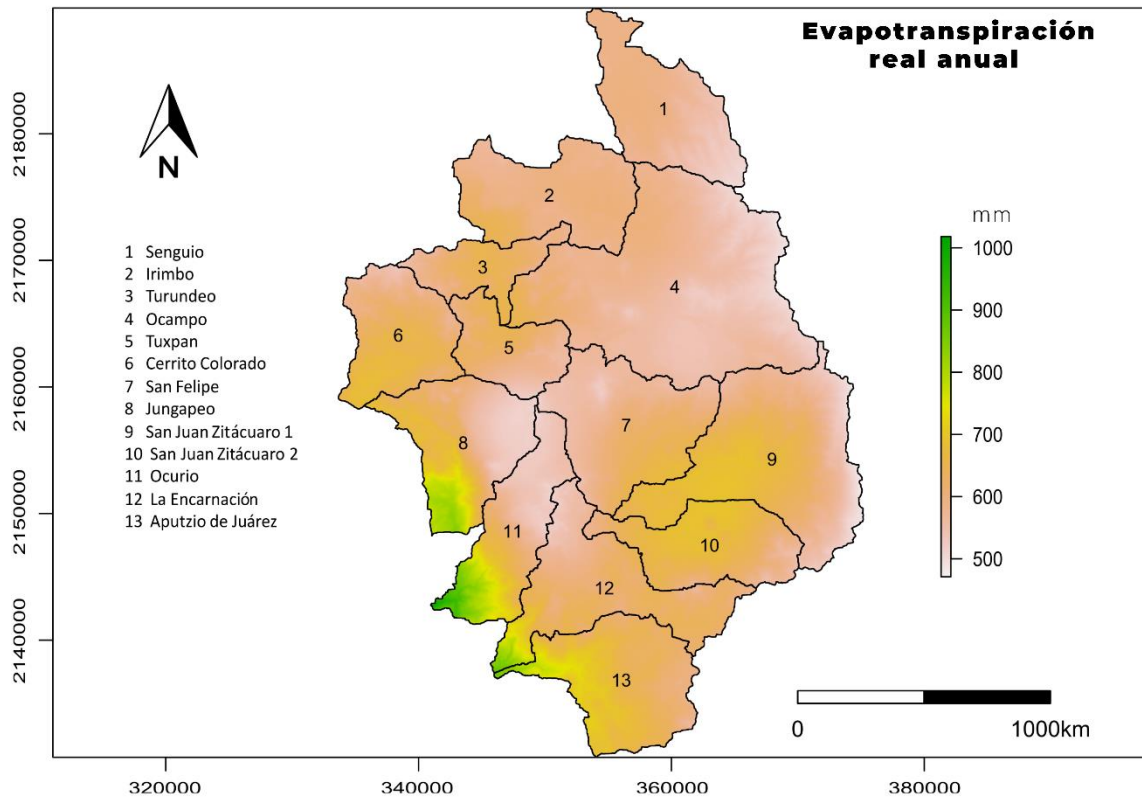 Evapotranspiración
real anual
N
1 Senguio
2 Irimbo
3 Turundeo
4 Ocampo
5 Tuxpan
6 Cerrito Colorado
7 San Felipe
8 Jungapeo
9 San Juan Zitácuaro 1
10 San Juan Zitácuaro 2
11 Ocurio
12 La Encarnación
13 Aputzio de Juárez
1
2
3
4
5
6
7
8
9
10
11
12
13
mm
1000
900
800
700
600
500
0 1000km
2180000
2170000
2160000
2150000
2140000
320000 340000 360000 380000